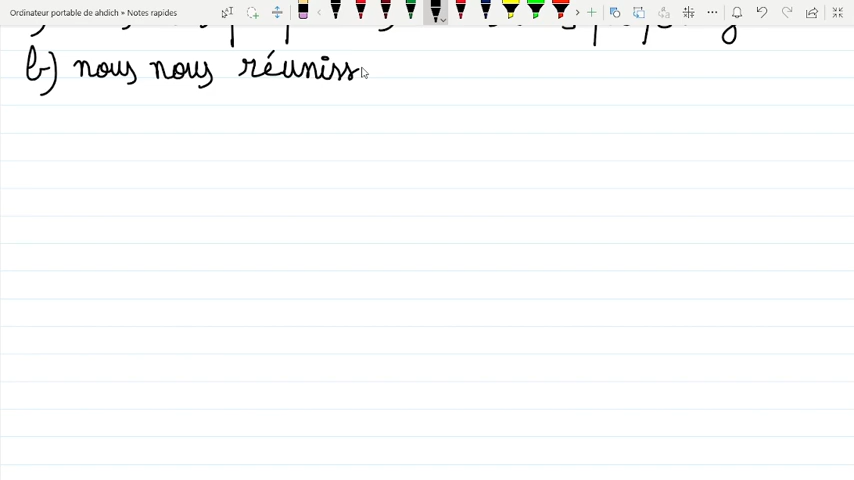 Ordinateur portable de ahdich » Notes rapides
b) nous nous réuniss